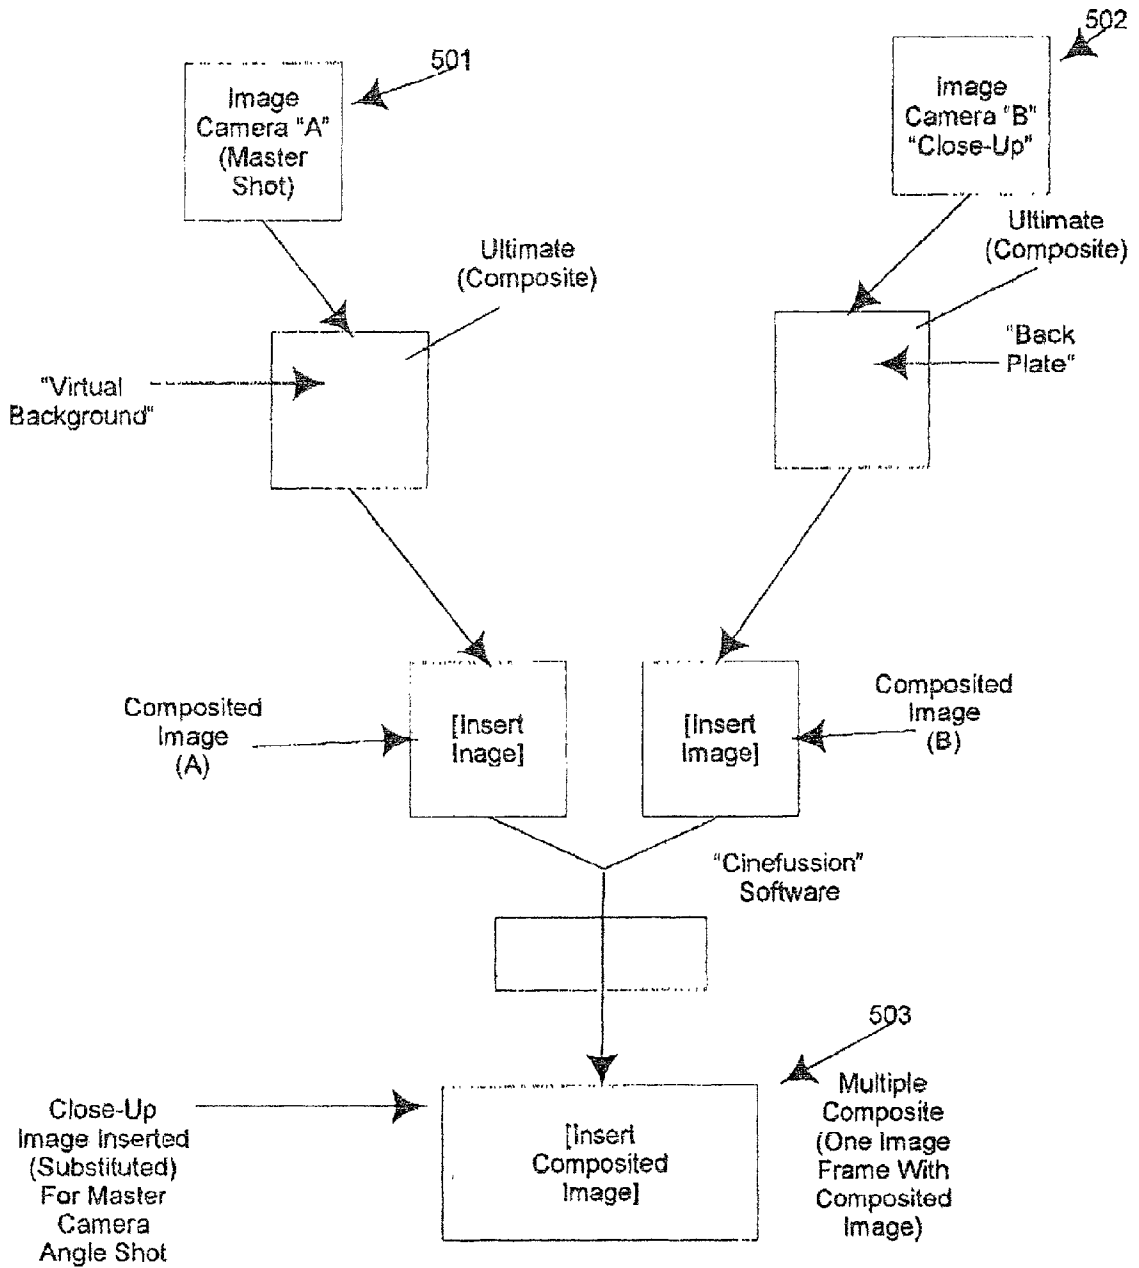 502
501
Image
Camera "A"
(Master
Shot)
Image
Camera "B"
"Close-Up"
Ultimate
(Composite)
Ultimate
(Composite)
"Virtual
Background"
"Back
Plate"
Composited
Image
(A)
[Insert
Inage]
[Insert
Image]
Composited
Image
(B)
"Cinefussion"
Software
503
Close-Up
Image Inserted
(Substituted)
For Master
Camera
Angle Shot
[Insert
Composited
Image]
Multiple
Composite
(One Image
Frame With
Composited
Image)